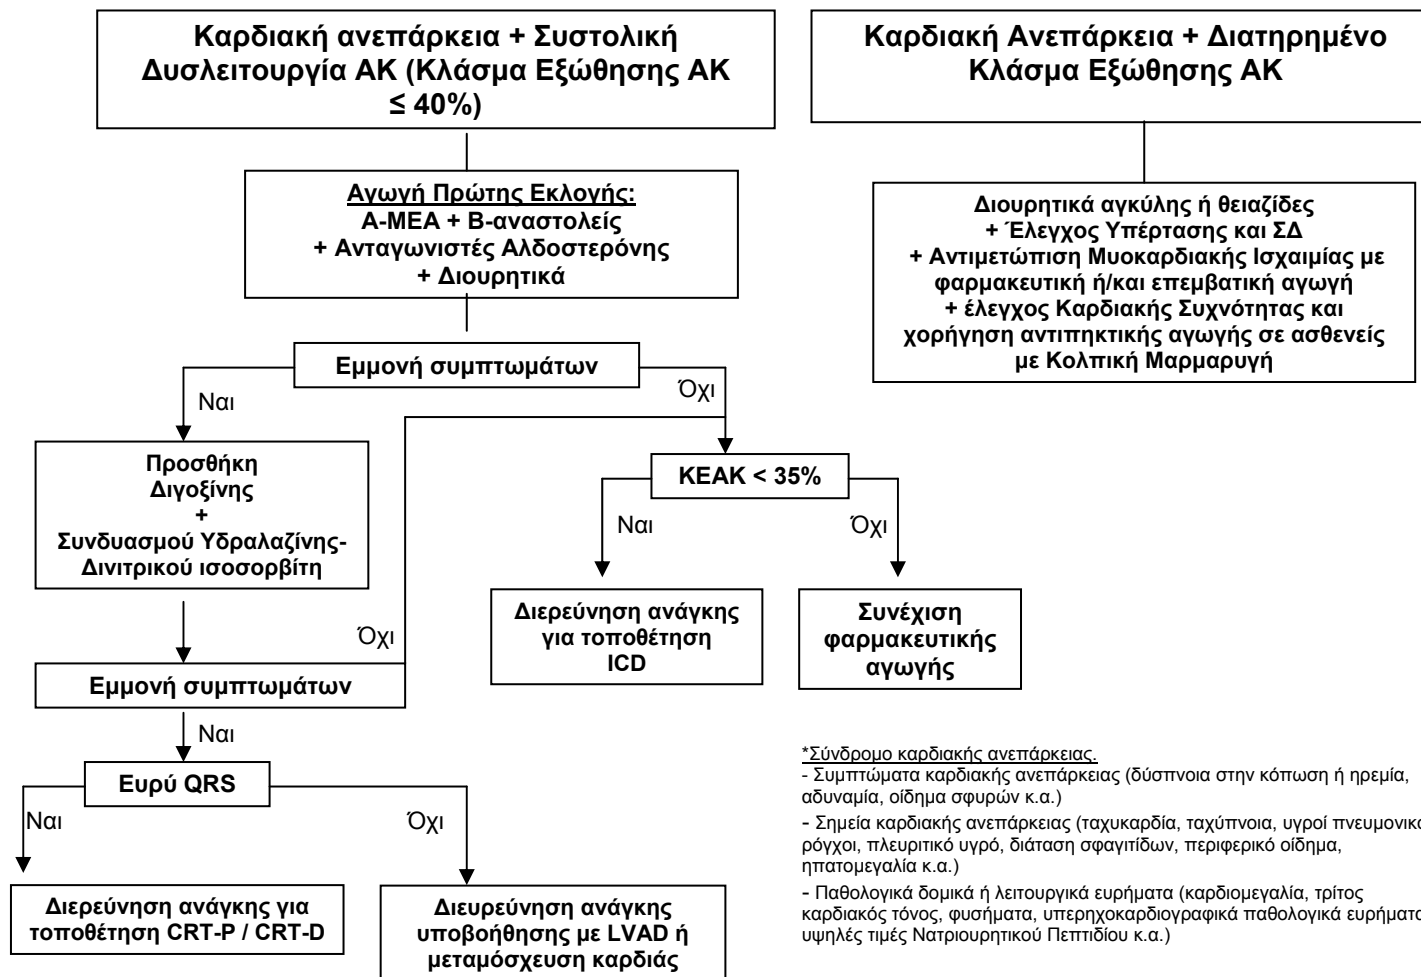 Καρδιακή ανεπάρκεια + Συστολική
Δυσλειτουργία ΑΚ (Κλάσμα Εξώθησης ΑΚ
≤ 40%)
Καρδιακή Ανεπάρκεια + Διατηρημένο
Κλάσμα Εξώθησης ΑΚ
Αγωγή Πρώτης Εκλογής:
Α-ΜΕΑ + Β-αναστολείς
+ Ανταγωνιστές Αλδοστερόνης
+ Διουρητικά
Διουρητικά αγκύλης ή θειαζίδες
+ Έλεγχος Υπέρτασης και ΣΔ
+ Αντιμετώπιση Μυοκαρδιακής Ισχαιμίας με
φαρμακευτική ή/και επεμβατική αγωγή
+ έλεγχος Καρδιακής Συχνότητας και
χορήγηση αντιπηκτικής αγωγής σε ασθενείς
με Κολπική Μαρμαρυγή
Εμμονή συμπτωμάτων
Ναι
Όχι
Προσθήκη
Διγοξίνης
+
Συνδυασμού Υδραλαζίνης-
Δινιτρικού ισοσορβίτη
ΚΕΑΚ < 35%
Ναι
Όχι
Διερεύνηση ανάγκης
για τοποθέτηση
ICD
Συνέχιση
φαρμακευτικής
αγωγής
Όχι
Εμμονή συμπτωμάτων
Ναι
Ευρύ QRS
Ναι
Όχι
Διερεύνηση ανάγκης για
τοποθέτηση CRT-P / CRT-D
Διευρεύνηση ανάγκης
υποβοήθησης με LVAD ή
μεταμόσχευση καρδιάς
*Σύνδρομο καρδιακής ανεπάρκειας.
- Συμπτώματα καρδιακής ανεπάρκειας (δύσπνοια στην κόπωση ή ηρεμία,
αδυναμία, οίδημα σφυρών κ.α.)
- Σημεία καρδιακής ανεπάρκειας (ταχυκαρδία, ταχύπνοια, υγροί πνευμονικο
ρόγχοι, πλευριτικό υγρό, διάταση σφαγιτίδων, περιφερικό οίδημα,
ηπατομεγαλία κ.α.)
- Παθολογικά δομικά ή λειτουργικά ευρήματα (καρδιομεγαλία, τρίτος
καρδιακός τόνος, φυσήματα, υπερηχοκαρδιογραφικά παθολογικά ευρήματα
υψηλές τιμές Νατριουρητικού Πεπτιδίου κ.α.)